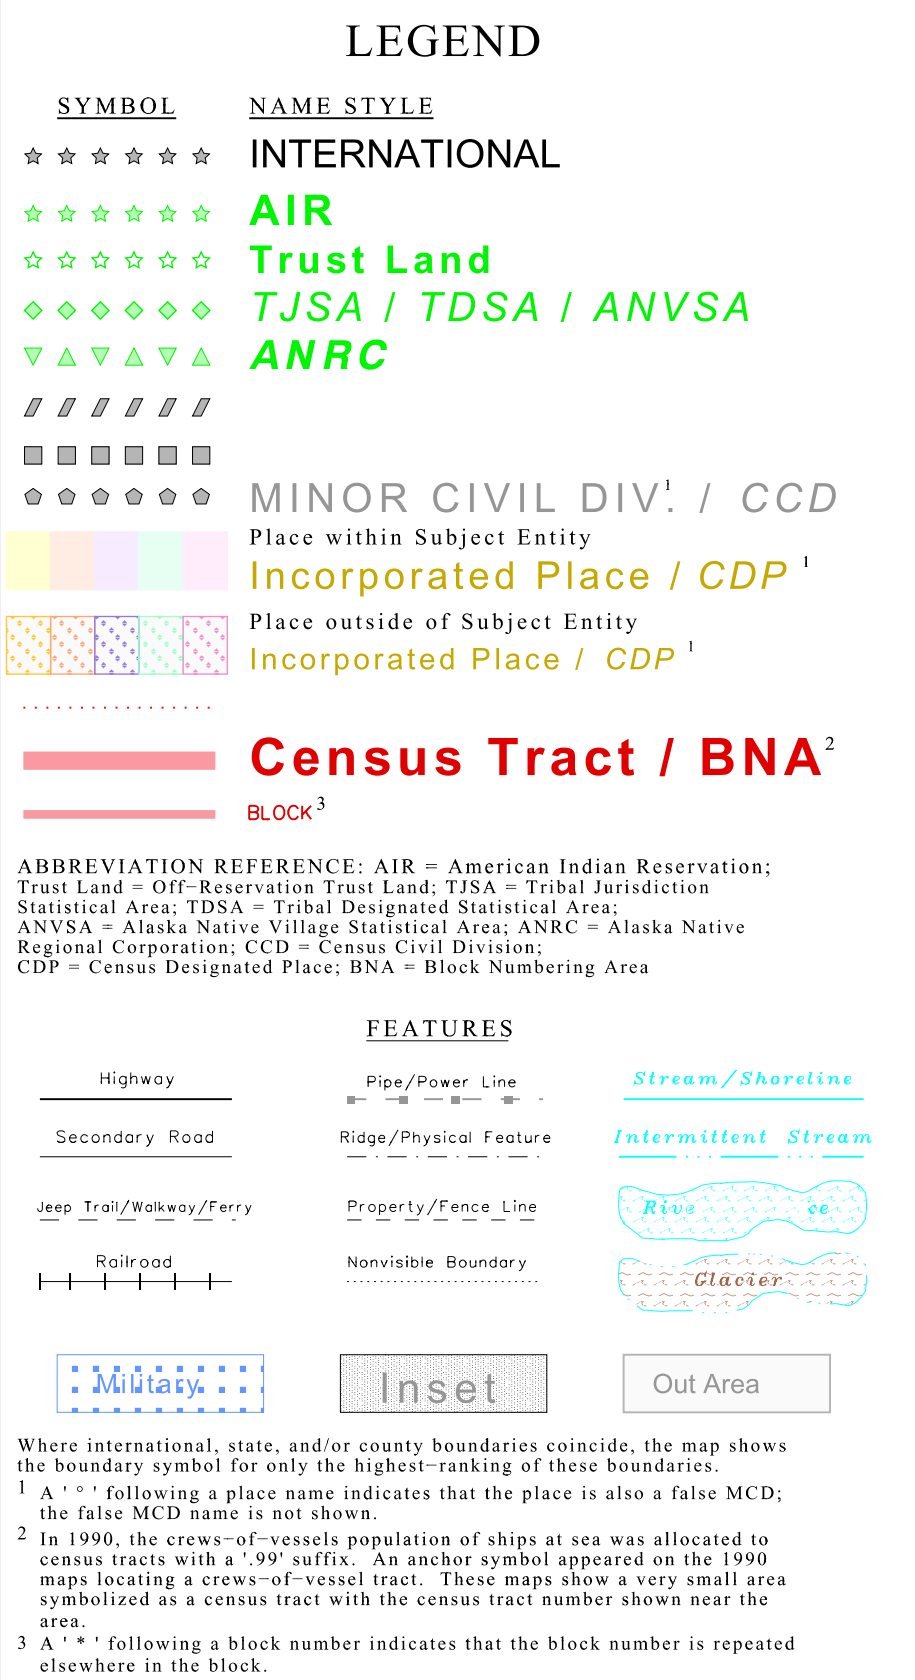 LEGEND
SYMBOL NAME STYLE
INTERNATIONAL
AIR
Trust Land
TJSA / TDSA / ANVSA
ANRC
MINOR CIVIL DIV.¹ / CCD
Place within Subject Entity
Incorporated Place / CDP ¹
Place outside of Subject Entity
Incorporated Place / CDP ¹
Census Tract / BNA²
BLOCK³
ABBREVIATION REFERENCE: AIR = American Indian Reservation;
Trust Land = Off−Reservation Trust Land; TJSA = Tribal Jurisdiction
Statistical Area; TDSA = Tribal Designated Statistical Area;
ANVSA = Alaska Native Village Statistical Area; ANRC = Alaska Native
Regional Corporation; CCD = Census Civil Division;
CDP = Census Designated Place; BNA = Block Numbering Area
FEATURES
Highway
Pipe/Power Line
Stream/Shoreline
Secondary Road
Ridge/Physical Feature
Intermittent Stream
Jeep Trail/Walkway/Ferry
Property/Fence Line
Railroad
Nonvisible Boundary
Glacier
Military
Inset
Out Area
Where international, state, and/or county boundaries coincide, the map shows
the boundary symbol for only the highest−ranking of these boundaries.
1 A ' ° ' following a place name indicates that the place is also a false MCD;
the false MCD name is not shown.
2 In 1990, the crews−of−vessels population of ships at sea was allocated to
census tracts with a '.99' suffix. An anchor symbol appeared on the 1990
maps locating a crews−of−vessel tract. These maps show a very small area
symbolized as a census tract with the census tract number shown near the
area.
3 A ' * ' following a block number indicates that the block number is repeated
elsewhere in the block.